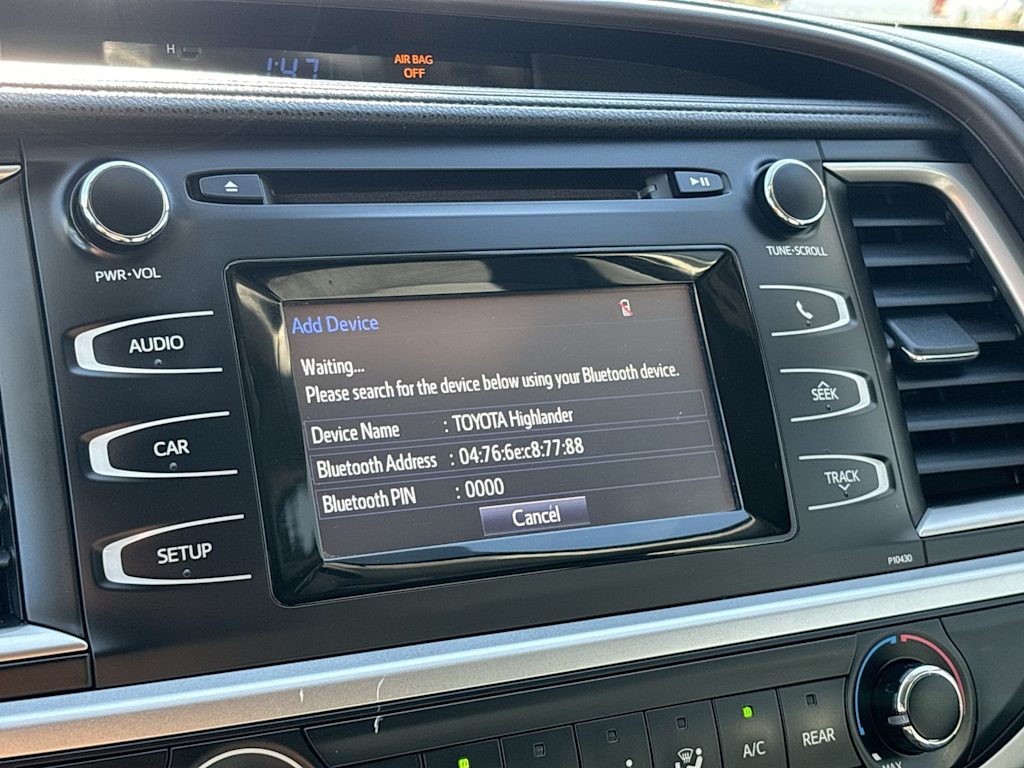 H
1:47
AIR BAG
OFF
PWR•VOL
TUNE•SCROLL
AUDIO
CAR
SETUP
Add Device
Waiting...
Please search for the device below using your Bluetooth device.
Device Name : TOYOTA Highlander
Bluetooth Address : 04:76:6e:c8:77:88
Bluetooth PIN : 0000
Cancel
SEEK
TRACK
P10430
A/C
REAR
MAX